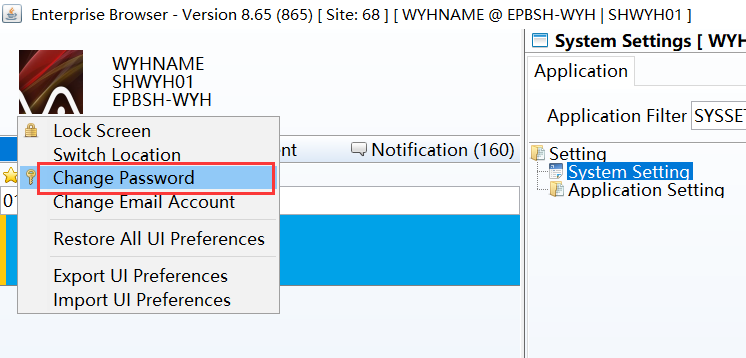 Enterprise Browser - Version 8.65 (865) [ Site: 68 ] [ WYHNAME @ EPBSH-WYH | SHWYH01 ]
WYHNAME
SHWYH01
EPBSH-WYH
System Settings [ WYH
Application
Application Filter SYSSET
Lock Screen
Switch Location
Notification (160)
Change Password
Change Email Account
01
Restore All UI Preferences
Export UI Preferences
Import UI Preferences
Setting
System Setting
Application Setting